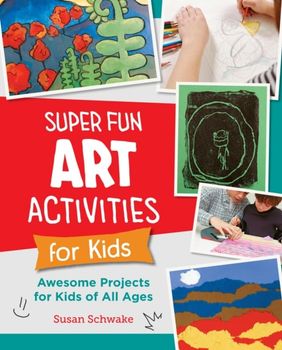 SUPER FUN
ART
ACTIVITIES
for Kids
Awesome Projects
for Kids of All Ages
Susan Schwake